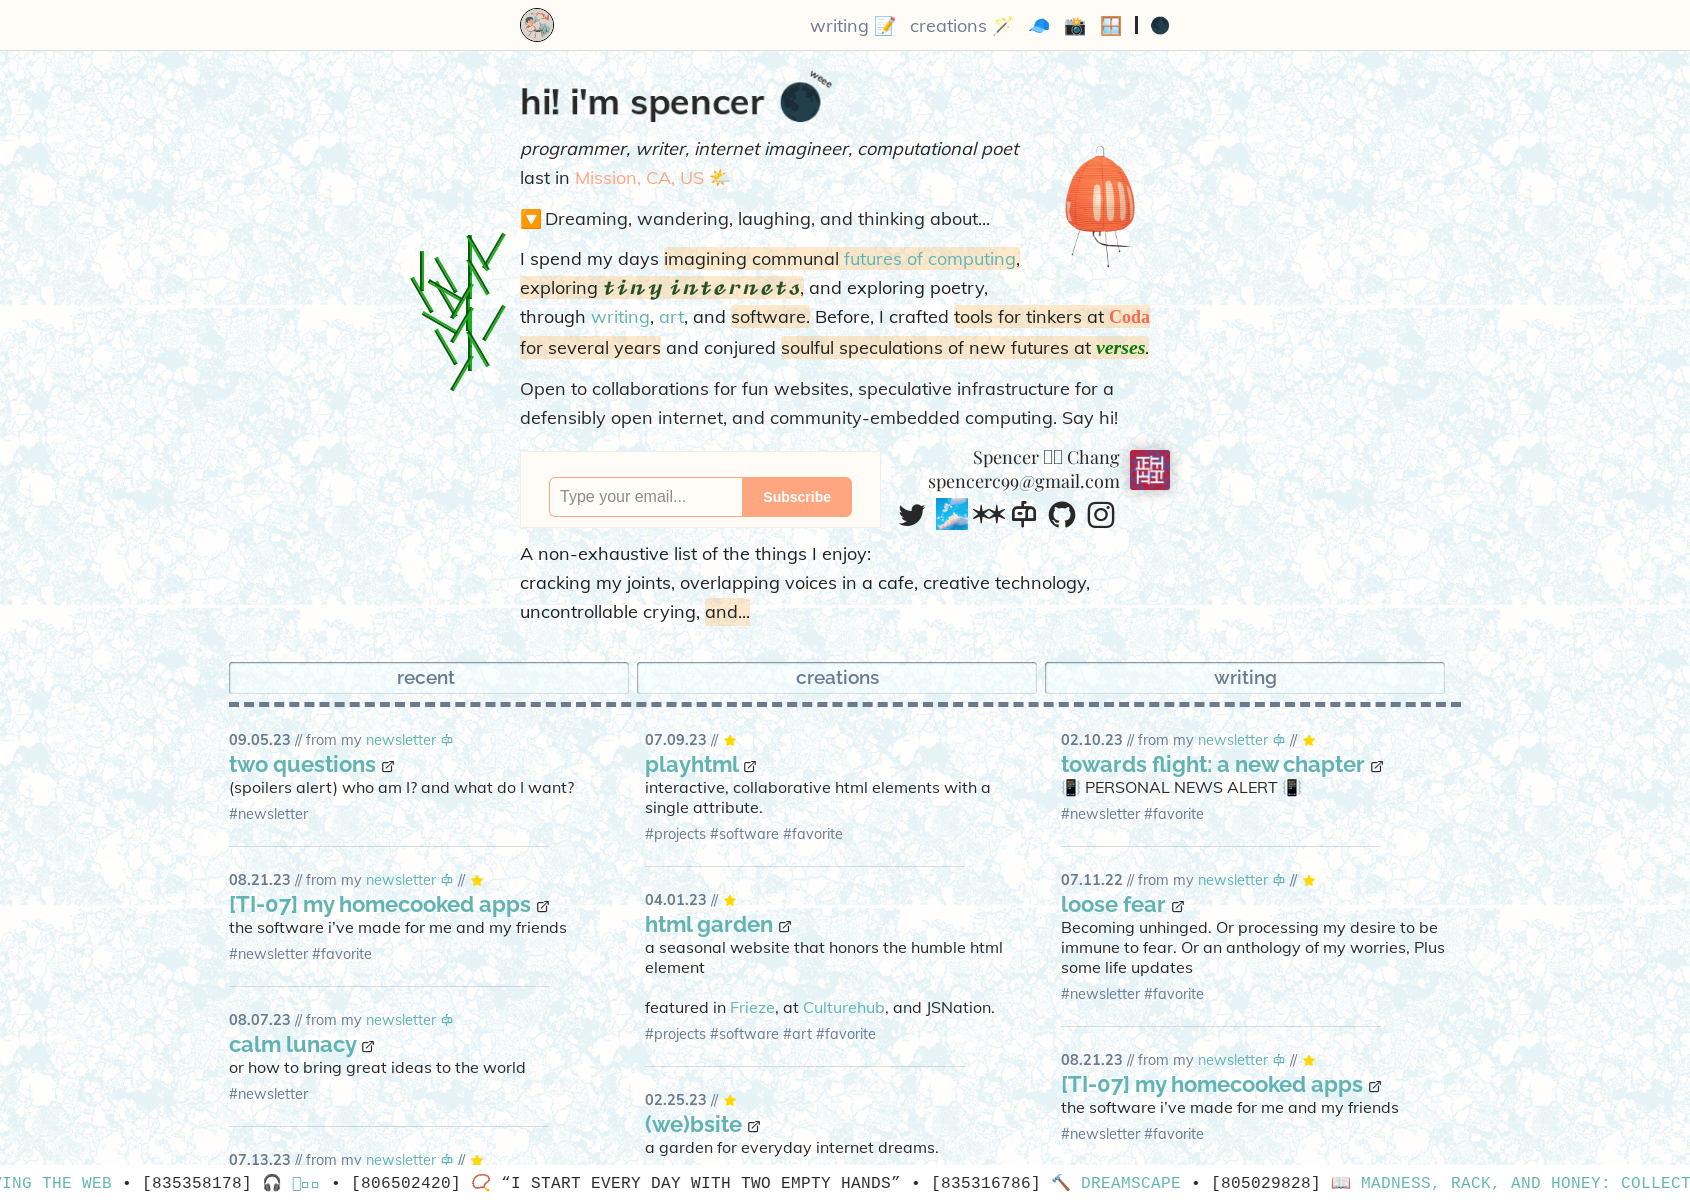 writing 📝 creations 🪄 🧢 📸 🪟 | 🌑
hi! i'm spencer 🌑 weee
programmer, writer, internet imagineer, computational poet
last in Mission, CA, US 🌤️
🔽 Dreaming, wandering, laughing, and thinking about...
I spend my days imagining communal futures of computing,
exploring tiny internets, and exploring poetry,
through writing, art, and software. Before, I crafted tools for tinkers at Coda
for several years and conjured soulful speculations of new futures at verses.
Open to collaborations for fun websites, speculative infrastructure for a
defensibly open internet, and community-embedded computing. Say hi!
Type your email... Subscribe
Spencer Chang
spencerc99@gmail.com
A non-exhaustive list of the things I enjoy:
cracking my joints, overlapping voices in a cafe, creative technology,
uncontrollable crying, and...
recent
creations
writing
09.05.23 // from my newsletter
two questions
(spoilers alert) who am I? and what do I want?
#newsletter
08.21.23 // from my newsletter // ⭐
[TI-07] my homecooked apps
the software i've made for me and my friends
#newsletter #favorite
08.07.23 // from my newsletter
calm lunacy
or how to bring great ideas to the world
#newsletter
07.13.23 // from my newsletter // ⭐
07.09.23 // ⭐
playhtml
interactive, collaborative html elements with a
single attribute.
#projects #software #favorite
04.01.23 // ⭐
html garden
a seasonal website that honors the humble html
element
featured in Frieze, at Culturehub, and JSNation.
#projects #software #art #favorite
02.25.23 // ⭐
(we)bsite
a garden for everyday internet dreams.
02.10.23 // from my newsletter // ⭐
towards flight: a new chapter
📳 PERSONAL NEWS ALERT 📳
#newsletter #favorite
07.11.22 // from my newsletter // ⭐
loose fear
Becoming unhinged. Or processing my desire to be
immune to fear. Or an anthology of my worries, Plus
some life updates
#newsletter #favorite
08.21.23 // from my newsletter // ⭐
[TI-07] my homecooked apps
the software i've made for me and my friends
#newsletter #favorite
VING THE WEB • [835358178] 🎧 • [806502420] 📿 “I START EVERY DAY WITH TWO EMPTY HANDS” • [835316786] 🔨 DREAMSCAPE • [805029828] 📖 MADNESS, RACK, AND HONEY: COLLECT